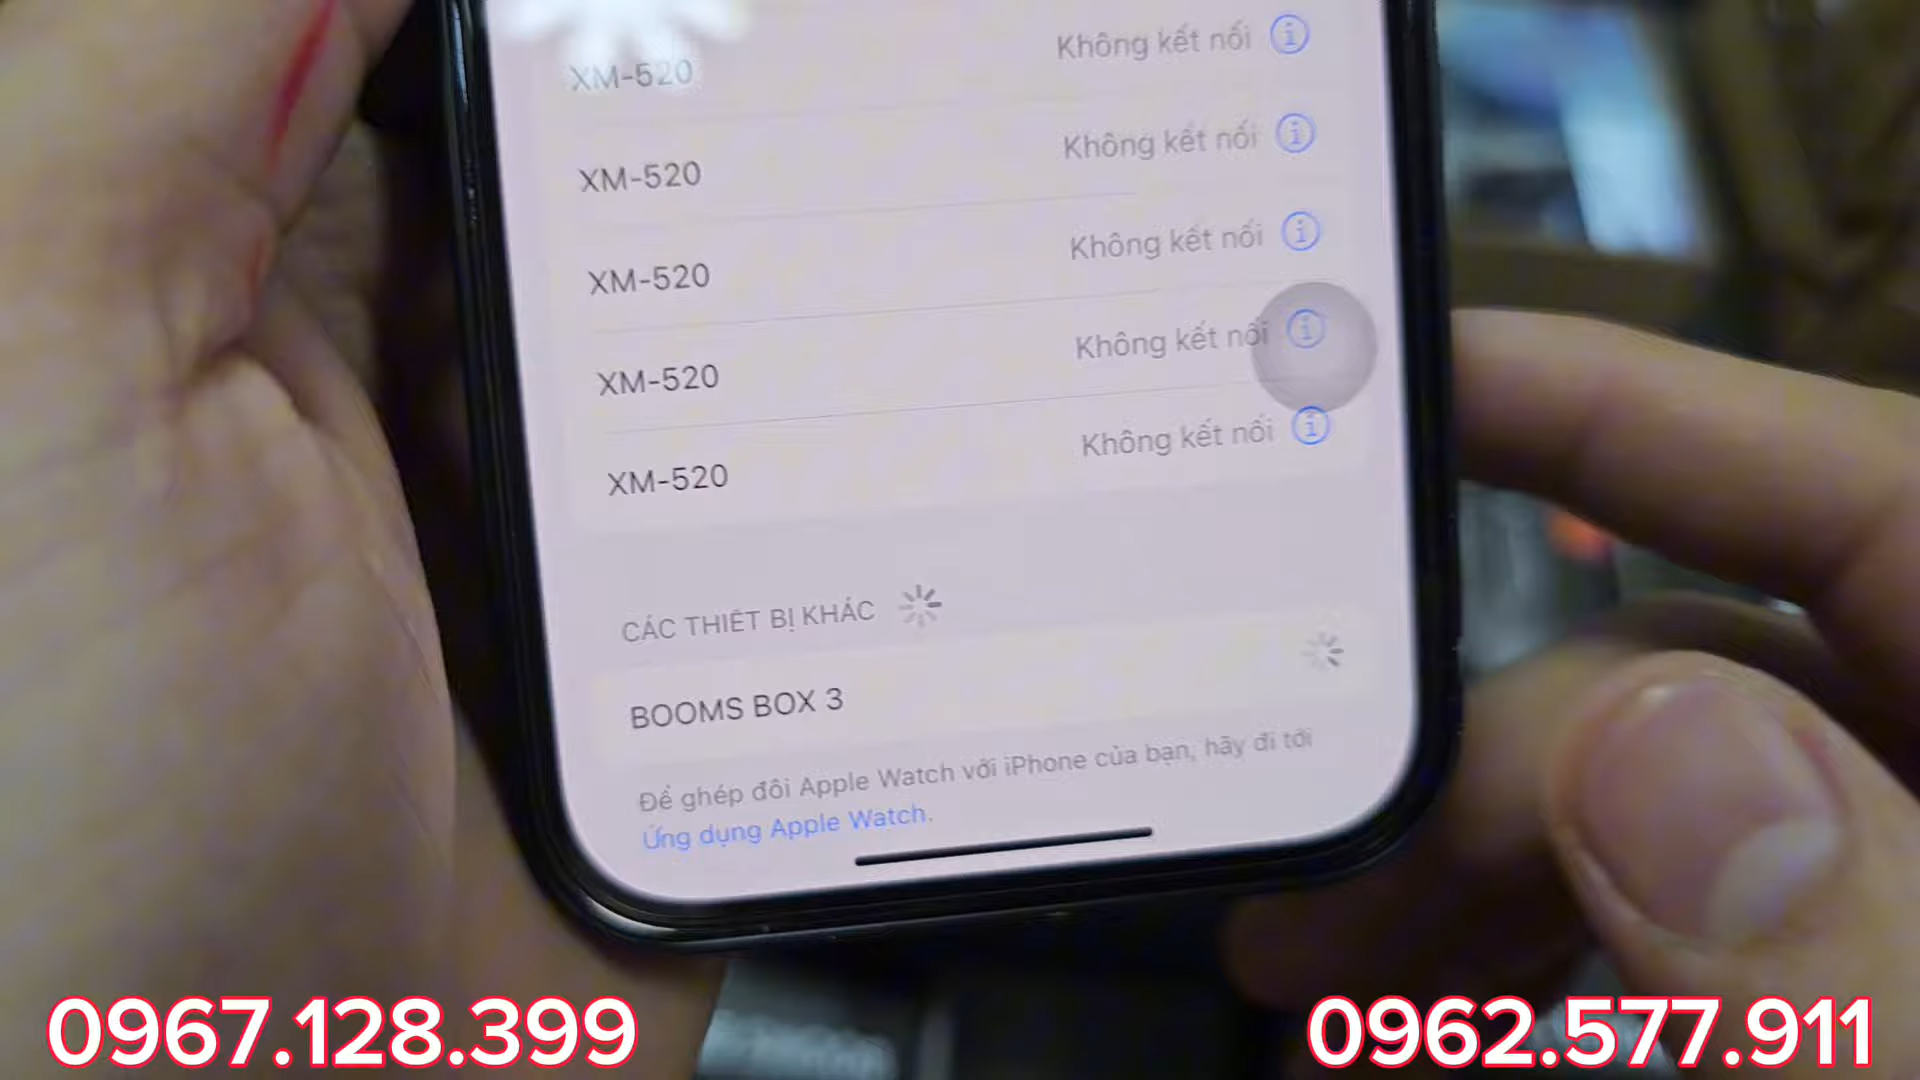 XM-520 Không kết nối
XM-520 Không kết nối
XM-520 Không kết nối
XM-520 Không kết nối
XM-520 Không kết nối
CÁC THIẾT BỊ KHÁC
BOOMS BOX 3
Để ghép đôi Apple Watch với iPhone của bạn, hãy đi tới
Ứng dụng Apple Watch.
0967.128.399 0962.577.911